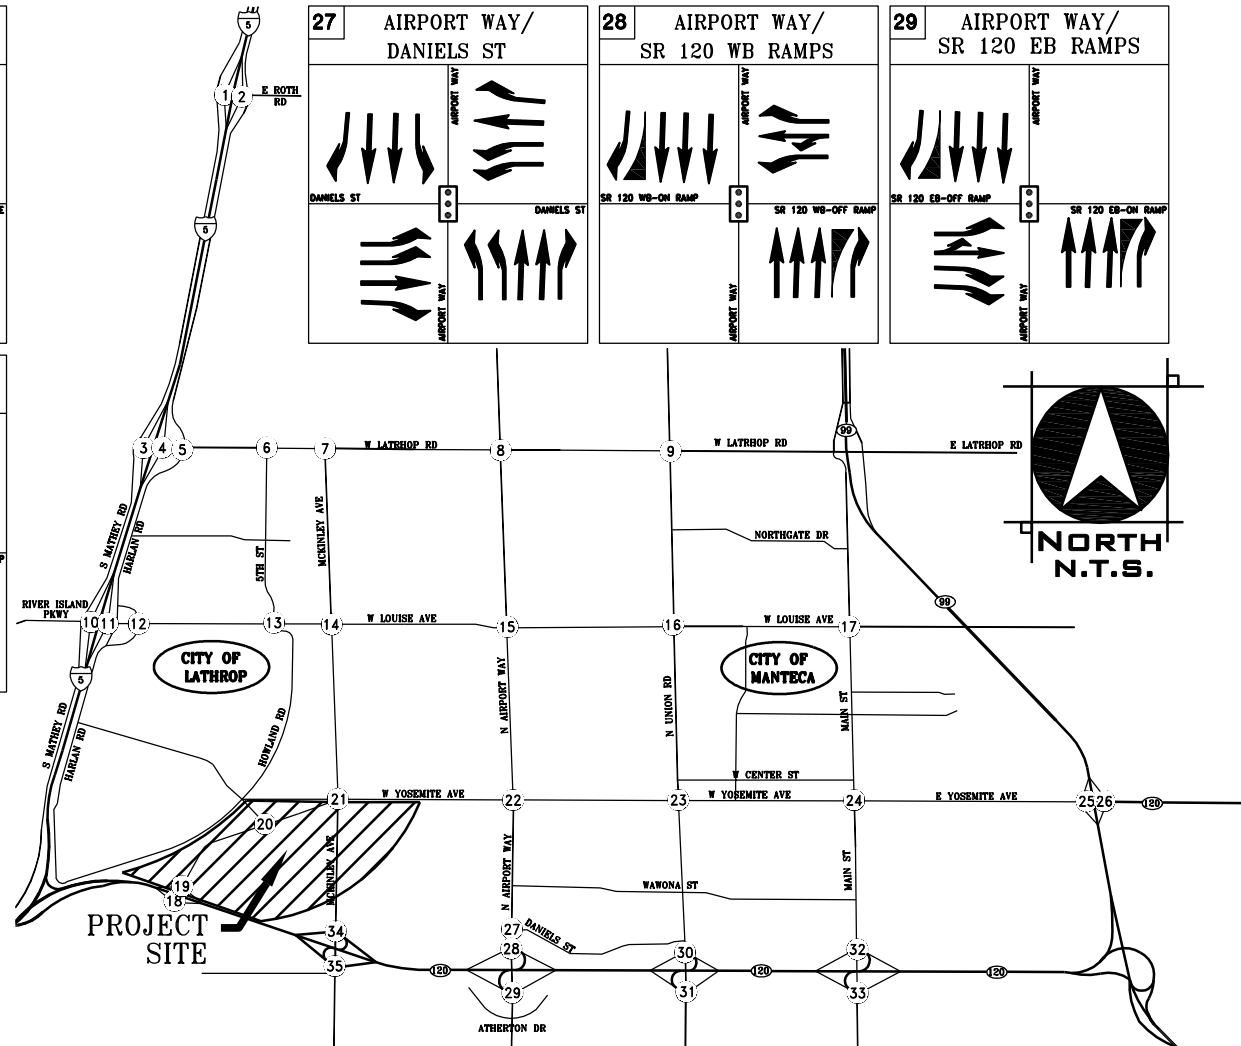 5
1 2
E ROTH
RD
5
27
AIRPORT WAY/
DANIELS ST
AIRPORT WAY
DANIELS ST
DANIELS ST
AIRPORT WAY
28
AIRPORT WAY/
SR 120 WB RAMPS
AIRPORT WAY
SR 120 WB-ON RAMP
SR 120 WB-OFF RAMP
AIRPORT WAY
29
AIRPORT WAY/
SR 120 EB RAMPS
AIRPORT WAY
SR 120 EB-OFF RAMP
SR 120 EB-ON RAMP
AIRPORT WAY
NORTH
N.T.S.
99
3 4 5 6 7 W LATRHOP RD 8 9 W LATRHOP RD E LATRHOP RD
S MATHEY RD
HARLAN RD
5TH ST
MCKINLEY AVE
NORTHGATE DR
99
RIVER ISLAND
PKWY
10 11 12 13 14 W LOUISE AVE 15 16 W LOUISE AVE 17
CITY OF
LATHROP
CITY OF
MANTECA
5
S MATHEY RD
HARLAN RD
HOWLAND RD
N AIRPORT WAY
N UNION RD
MAIN ST
W CENTER ST
21 W YOSEMITE AVE 22 23 W YOSEMITE AVE 24 E YOSEMITE AVE 25 26 120
20
MCKINLEY AVE
N AIRPORT WAY
MAIN ST
19
18
WAWONA ST
PROJECT
SITE
34
35
27
DANIELS ST
28
30
32
120
120
120
29
31
33
ATHERTON DR